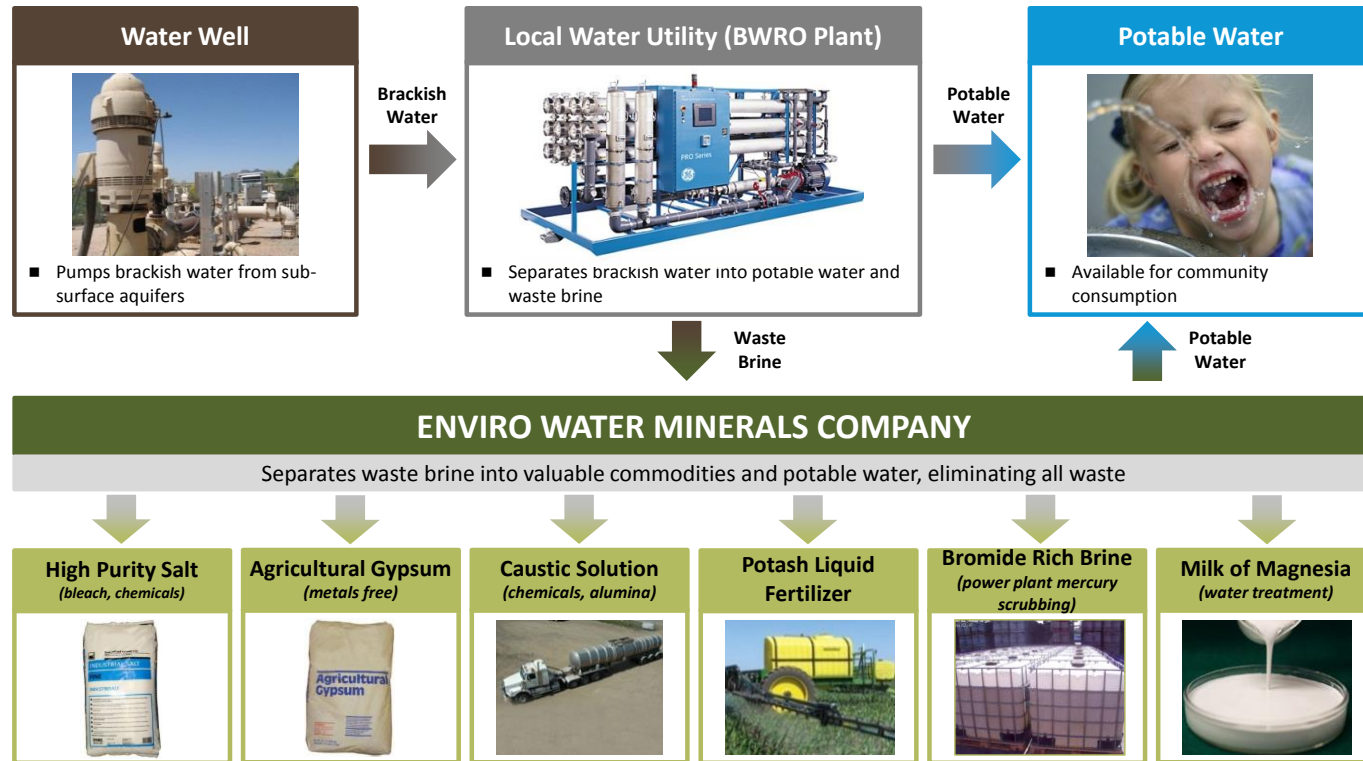 Water Well
Local Water Utility (BWRO Plant)
Potable Water
Brackish
Water
Potable
Water
PRO Series
GE
■ Pumps brackish water from sub-
surface aquifers
■ Separates brackish water into potable water and
waste brine
■ Available for community
consumption
Waste
Brine
Potable
Water
ENVIRO WATER MINERALS COMPANY
Separates waste brine into valuable commodities and potable water, eliminating all waste
High Purity Salt
(bleach, chemicals)
Agricultural Gypsum
(metals free)
Caustic Solution
(chemicals, alumina)
Potash Liquid
Fertilizer
Bromide Rich Brine
(power plant mercury
scrubbing)
Milk of Magnesia
(water treatment)
INDUSTRIAL SALT
Agricultural
Gypsum